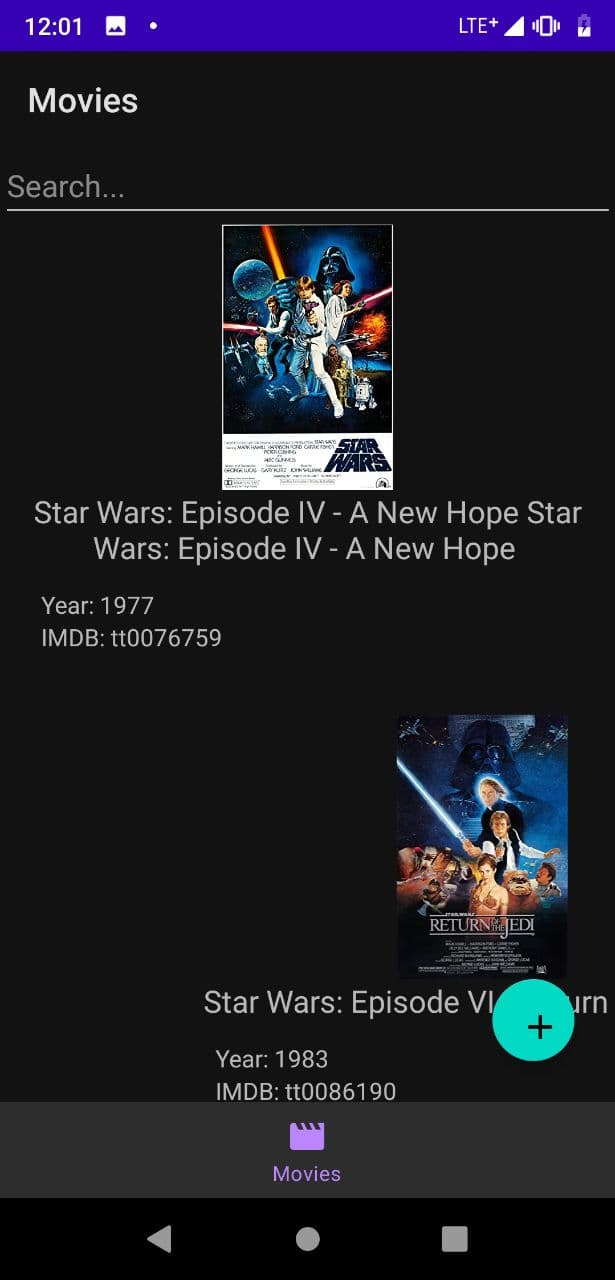 12:01 LTE+
Movies
Search...
STAR
WARS
Star Wars: Episode IV - A New Hope Star
Wars: Episode IV - A New Hope
Year: 1977
IMDB: tt0076759
STAR WARS
RETURN OF THE JEDI
Star Wars: Episode VI urn
Year: 1983
IMDB: tt0086190
Movies